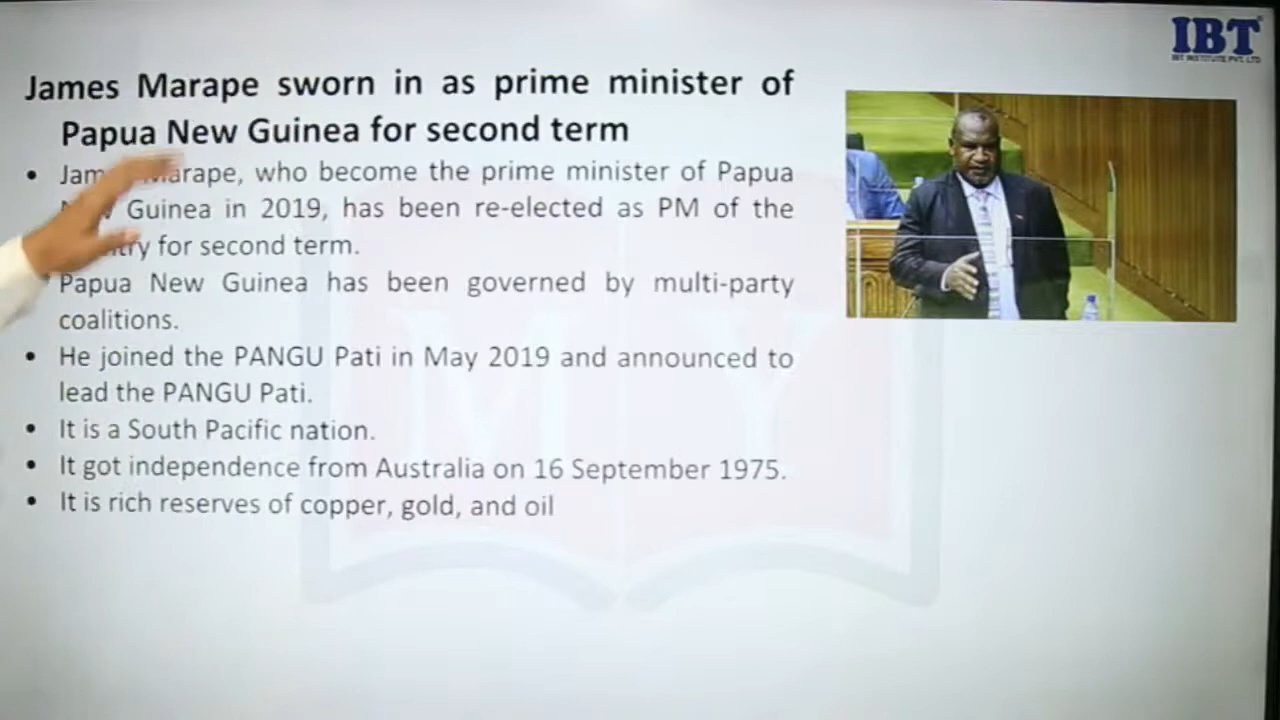 IBT
IBT INSTITUTE PVT. LTD
James Marape sworn in as prime minister of
Papua New Guinea for second term
• Marape, who become the prime minister of Papua
Guinea in 2019, has been re-elected as PM of the
for second term.
Papua New Guinea has been governed by multi-party
coalitions.
• He joined the PANGU Pati in May 2019 and announced to
lead the PANGU Pati.
• It is a South Pacific nation.
• It got independence from Australia on 16 September 1975.
• It is rich reserves of copper, gold, and oil
M Y